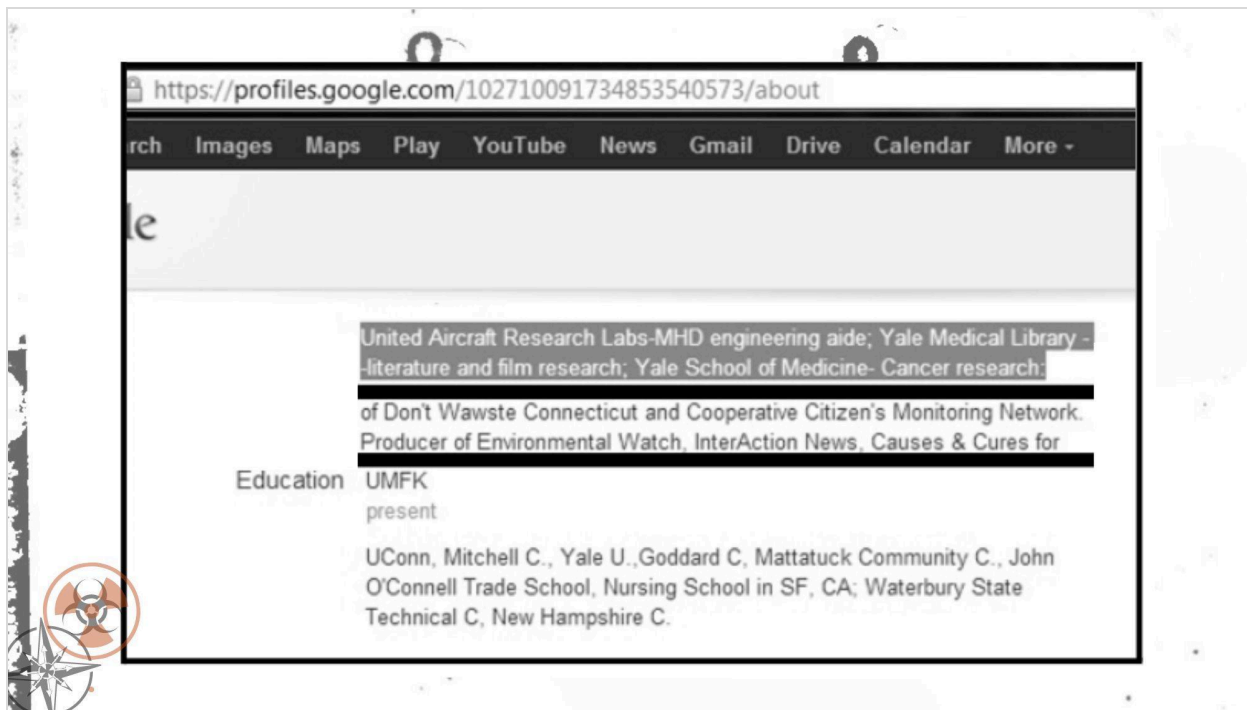 https://profiles.google.com/102710091734853540573/about
rch Images Maps Play YouTube News Gmail Drive Calendar More
le
United Aircraft Research Labs-MHD engineering aide; Yale Medical Library -
-literature and film research; Yale School of Medicine- Cancer research:
of Don't Wawste Connecticut and Cooperative Citizen's Monitoring Network.
Producer of Environmental Watch, InterAction News, Causes & Cures for
Education UMFK
present
UConn, Mitchell C., Yale U.,Goddard C, Mattatuck Community C., John
O'Connell Trade School, Nursing School in SF, CA; Waterbury State
Technical C, New Hampshire C.